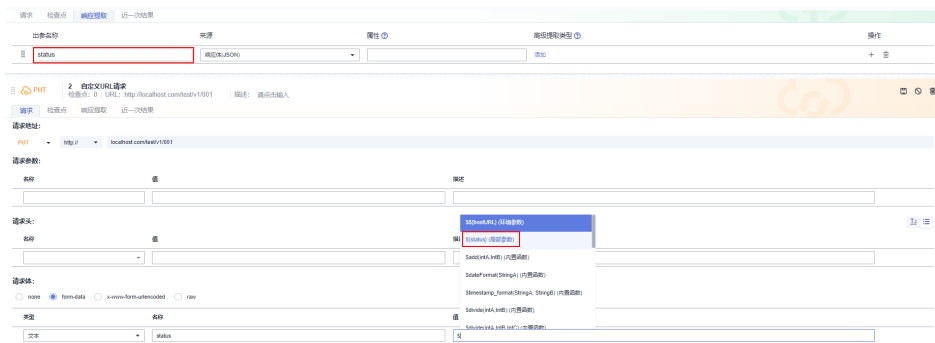 请求 检查点 响应提取 近一次结果
出参名称 来源 属性 高级提取类型 操作
status 响应体(JSON) 添加
PUT 2 自定义URL请求
检查点: 0 URL: http://localhost.com/test/v1/001 描述: 请点击输入
请求 检查点 响应提取 近一次结果
请求地址:
PUT http:// localhost.com/test/v1/001
请求参数:
名称 值 描述
请求头:
名称 值
$${hostURL} (环境参数)
${status} (局部参数)
$add(intA,IntB) (内置函数)
$dateFormat(StringA) (内置函数)
$timestamp_format(StringA, StringB) (内置函数)
$divide(intA,IntB) (内置函数)
$divide(intA,IntB,IntC) (内置函数)
请求体:
none form-data x-www-form-urlencoded raw
类型 名称 值
文本 status $